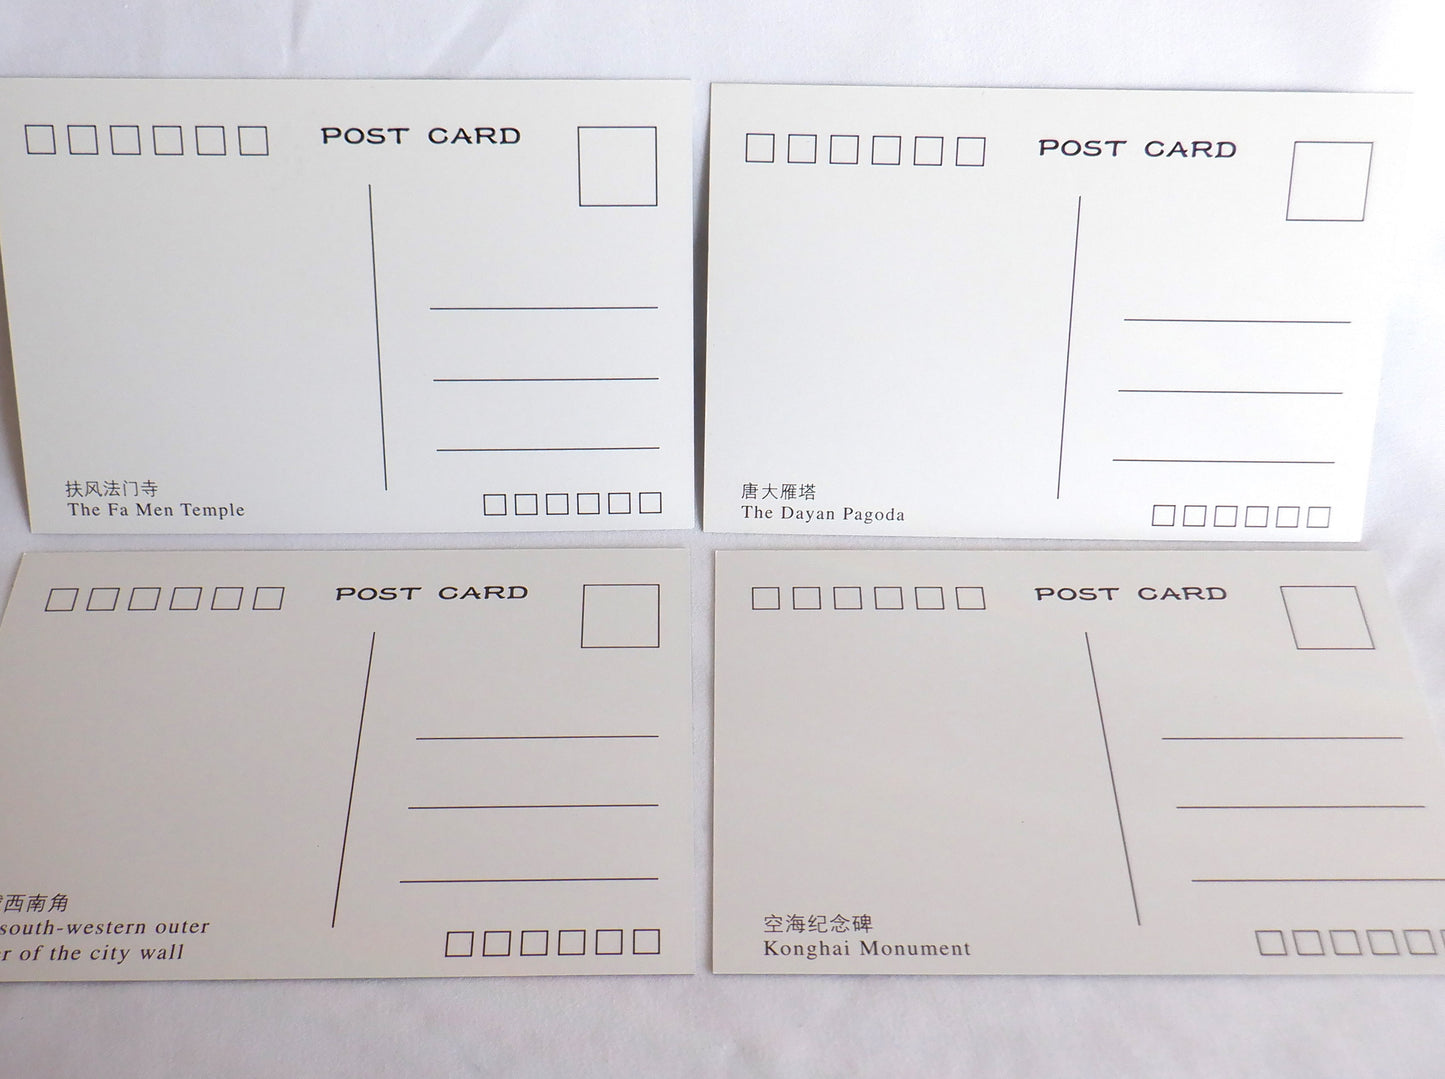 POST CARD
扶风法门寺
The Fa Men Temple
POST CARD
唐大雁塔
The Dayan Pagoda
POST CARD
西南角
south-western outer
of the city wall
POST CARD
空海纪念碑
Konghai Monument